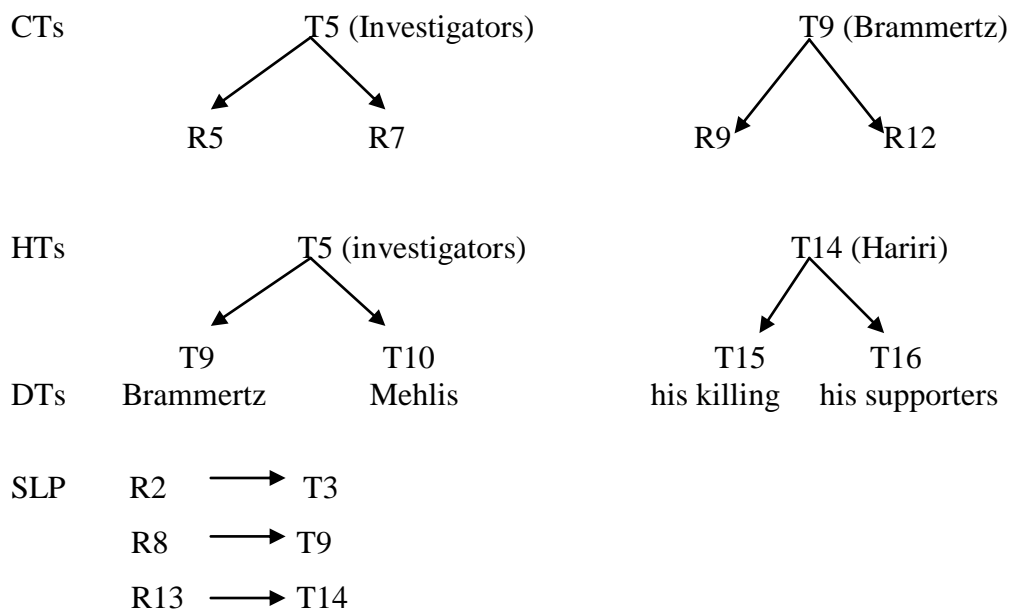 CTs T5 (Investigators) T9 (Brammertz)
R5 R7 R9 R12
HTs T5 (investigators) T14 (Hariri)
T9 T10 T15 T16
DTs Brammertz Mehlis his killing his supporters
SLP R2 T3
R8 T9
R13 T14